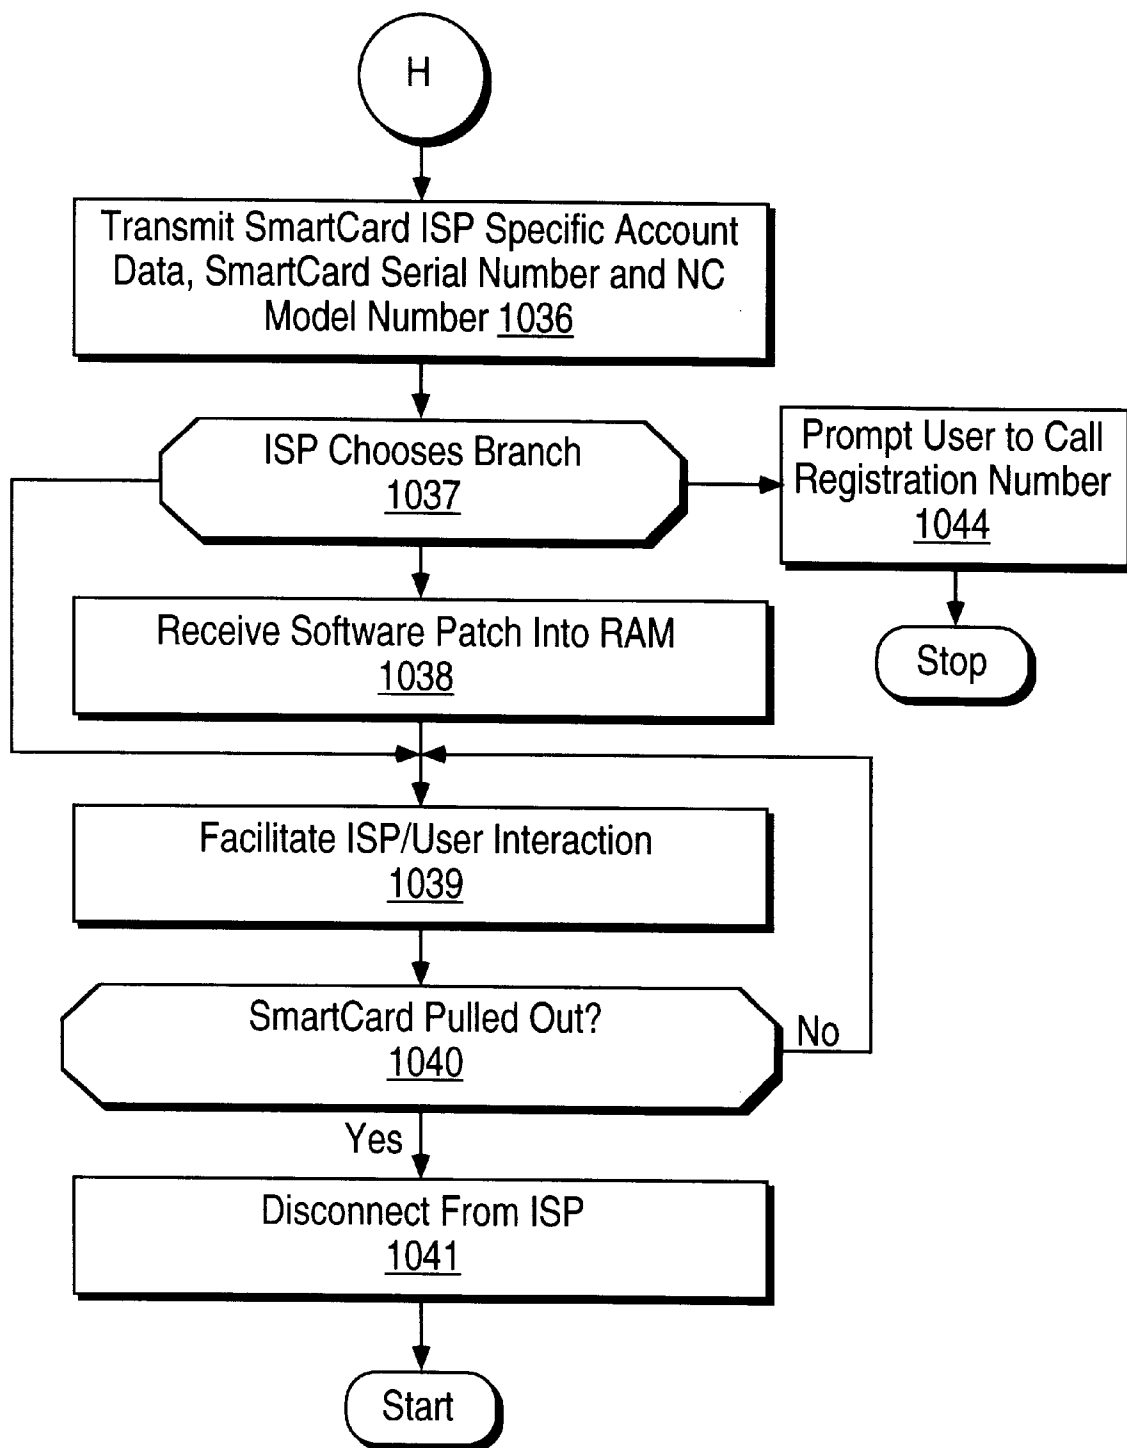 H
Transmit SmartCard ISP Specific Account
Data, SmartCard Serial Number and NC
Model Number 1036
ISP Chooses Branch
1037
Prompt User to Call
Registration Number
1044
Stop
Receive Software Patch Into RAM
1038
Facilitate ISP/User Interaction
1039
SmartCard Pulled Out?
1040
No
Yes
Disconnect From ISP
1041
Start